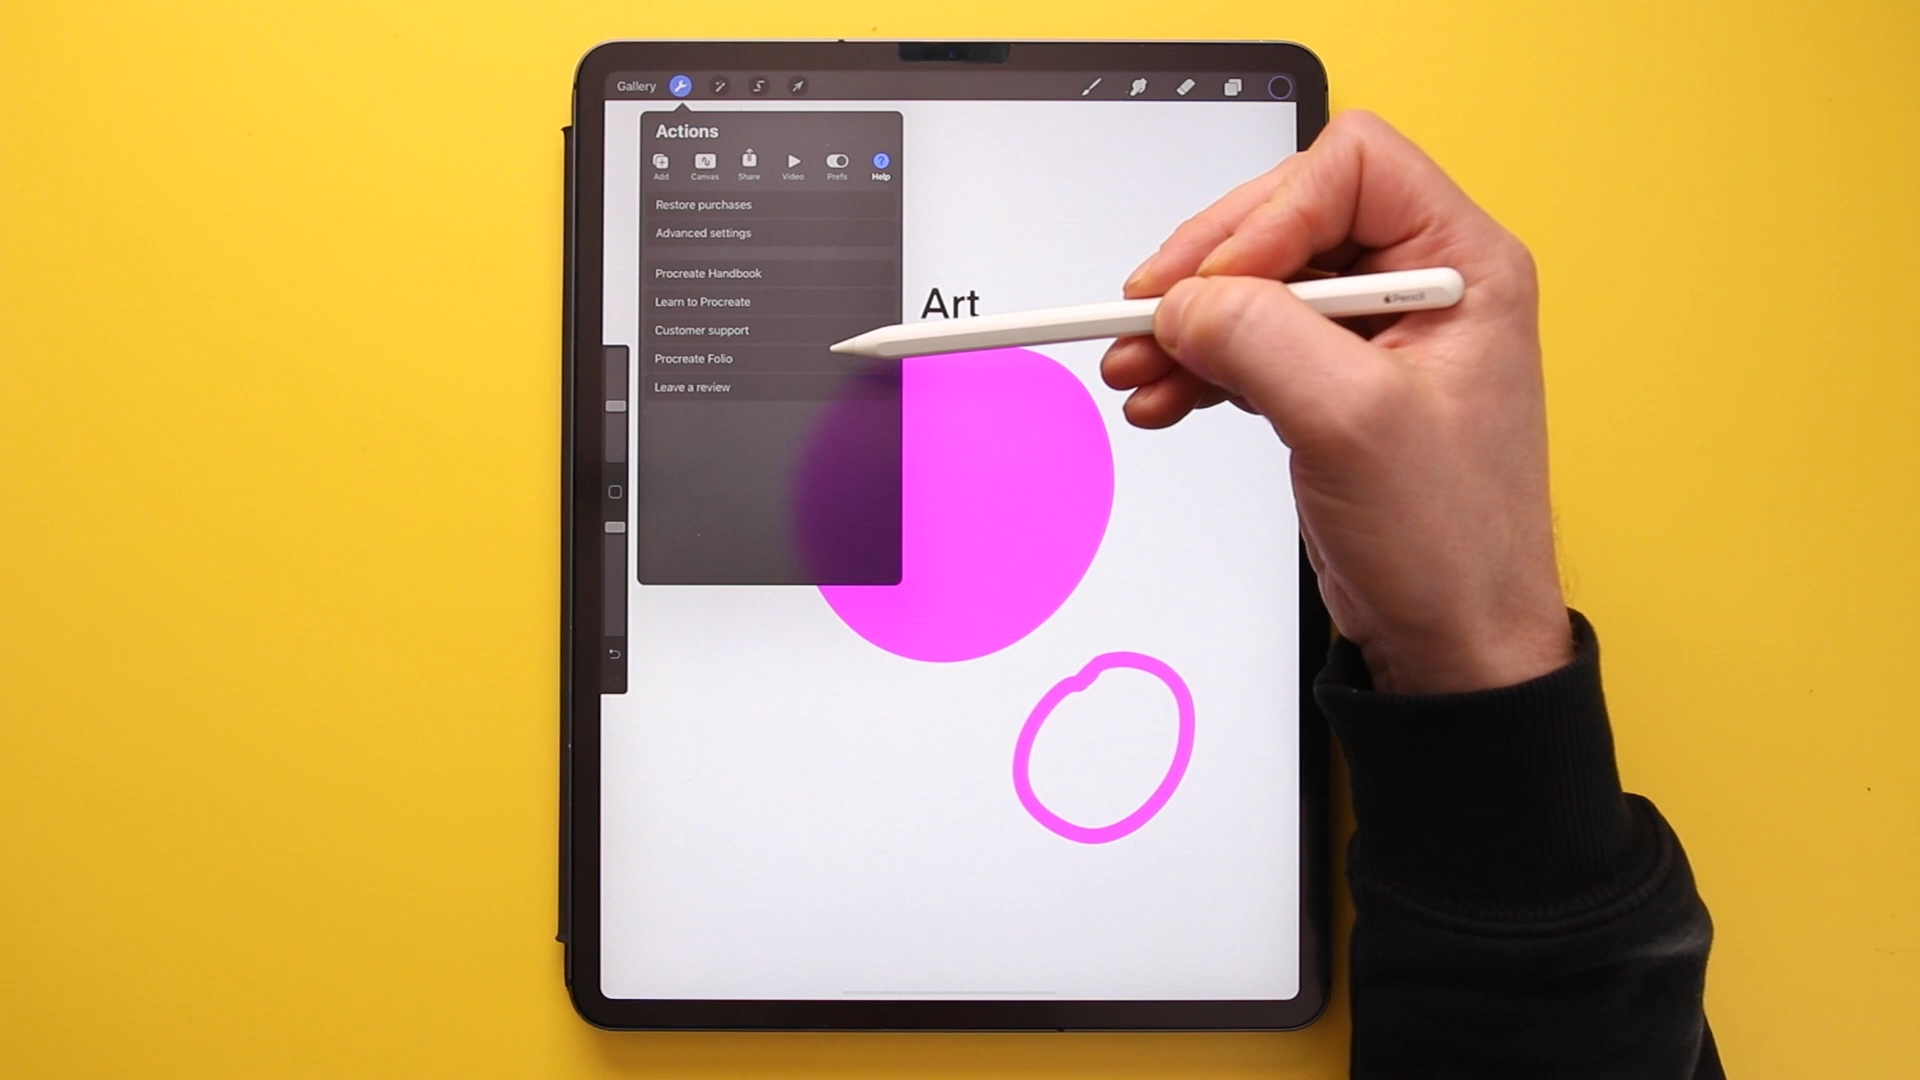 Gallery
Actions
Add Canvas Share Video Prefs Help
Restore purchases
Advanced settings
Procreate Handbook
Learn to Procreate
Customer support
Procreate Folio
Leave a review
Art
Pencil